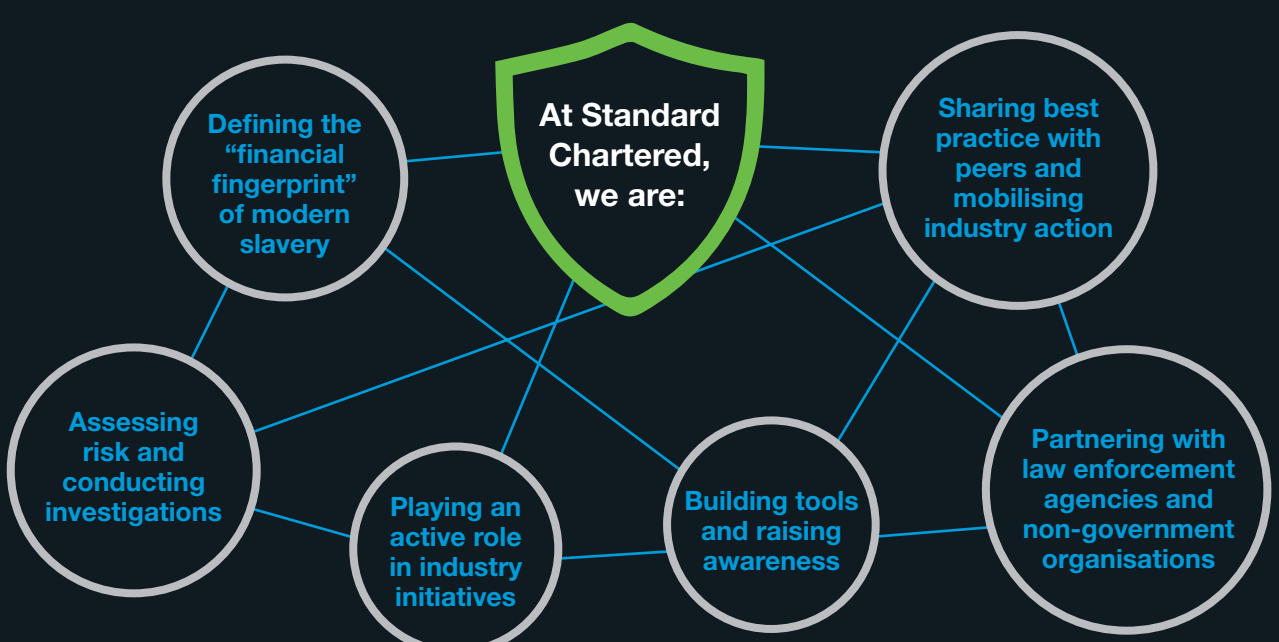 At Standard
Chartered,
we are:
Defining the
“financial
fingerprint”
of modern
slavery
Sharing best
practice with
peers and
mobilising
industry action
Assessing
risk and
conducting
investigations
Playing an
active role
in industry
initiatives
Building tools
and raising
awareness
Partnering with
law enforcement
agencies and
non-government
organisations